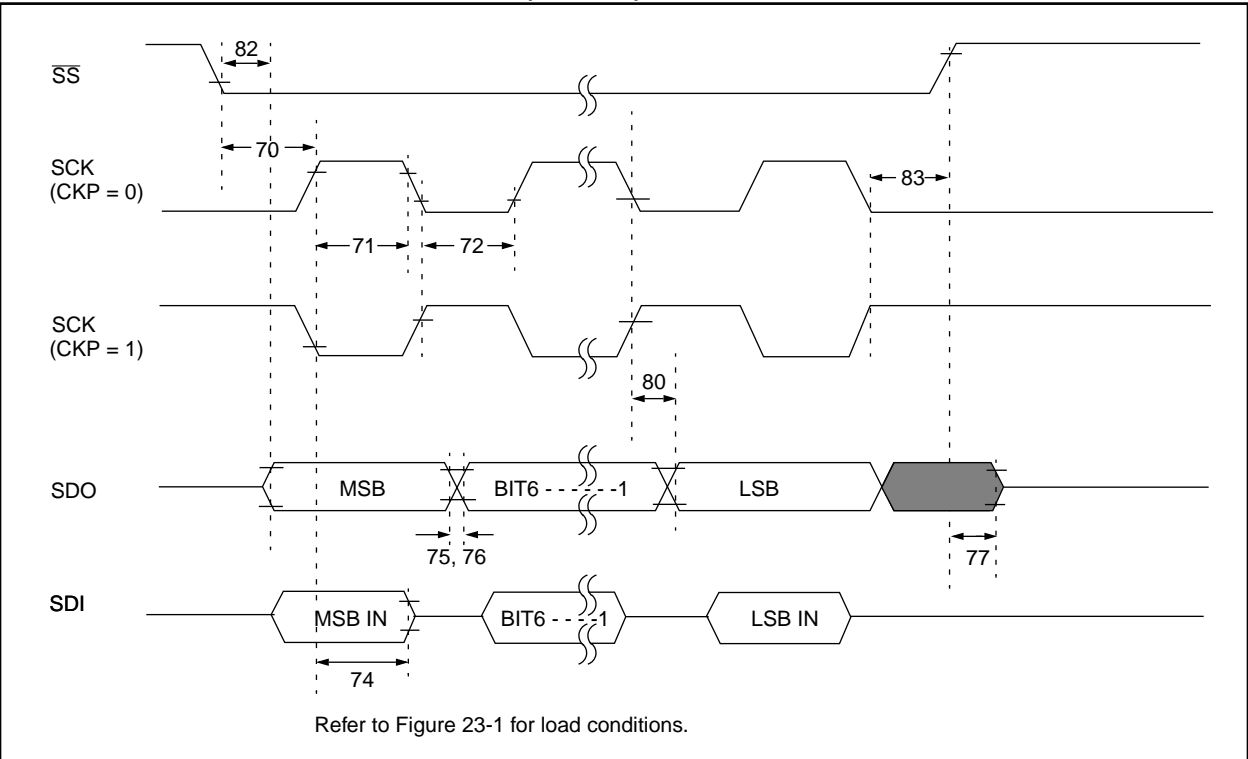 82
S̅S̅
70
SCK
(CKP = 0)
83
71
72
SCK
(CKP = 1)
80
SDO
MSB
BIT6 - - - - - -1
LSB
75, 76
77
SDI
MSB IN
BIT6 - - - -1
LSB IN
74
Refer to Figure 23-1 for load conditions.